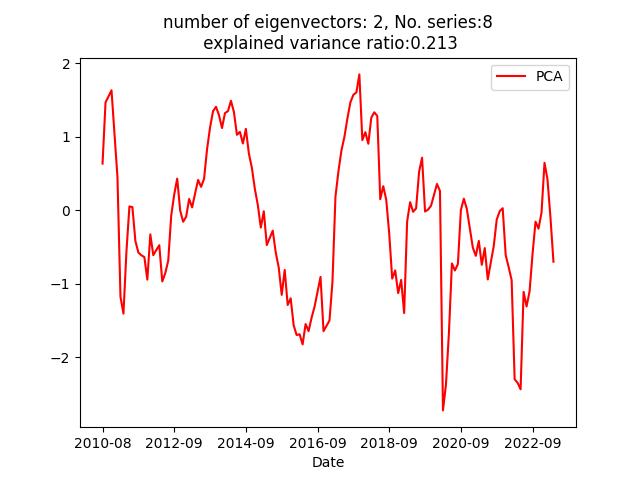 number of eigenvectors: 2, No. series:8
explained variance ratio:0.213
PCA
2
1
0
−1
−2
2010-08 2012-09 2014-09 2016-09 2018-09 2020-09 2022-09
Date